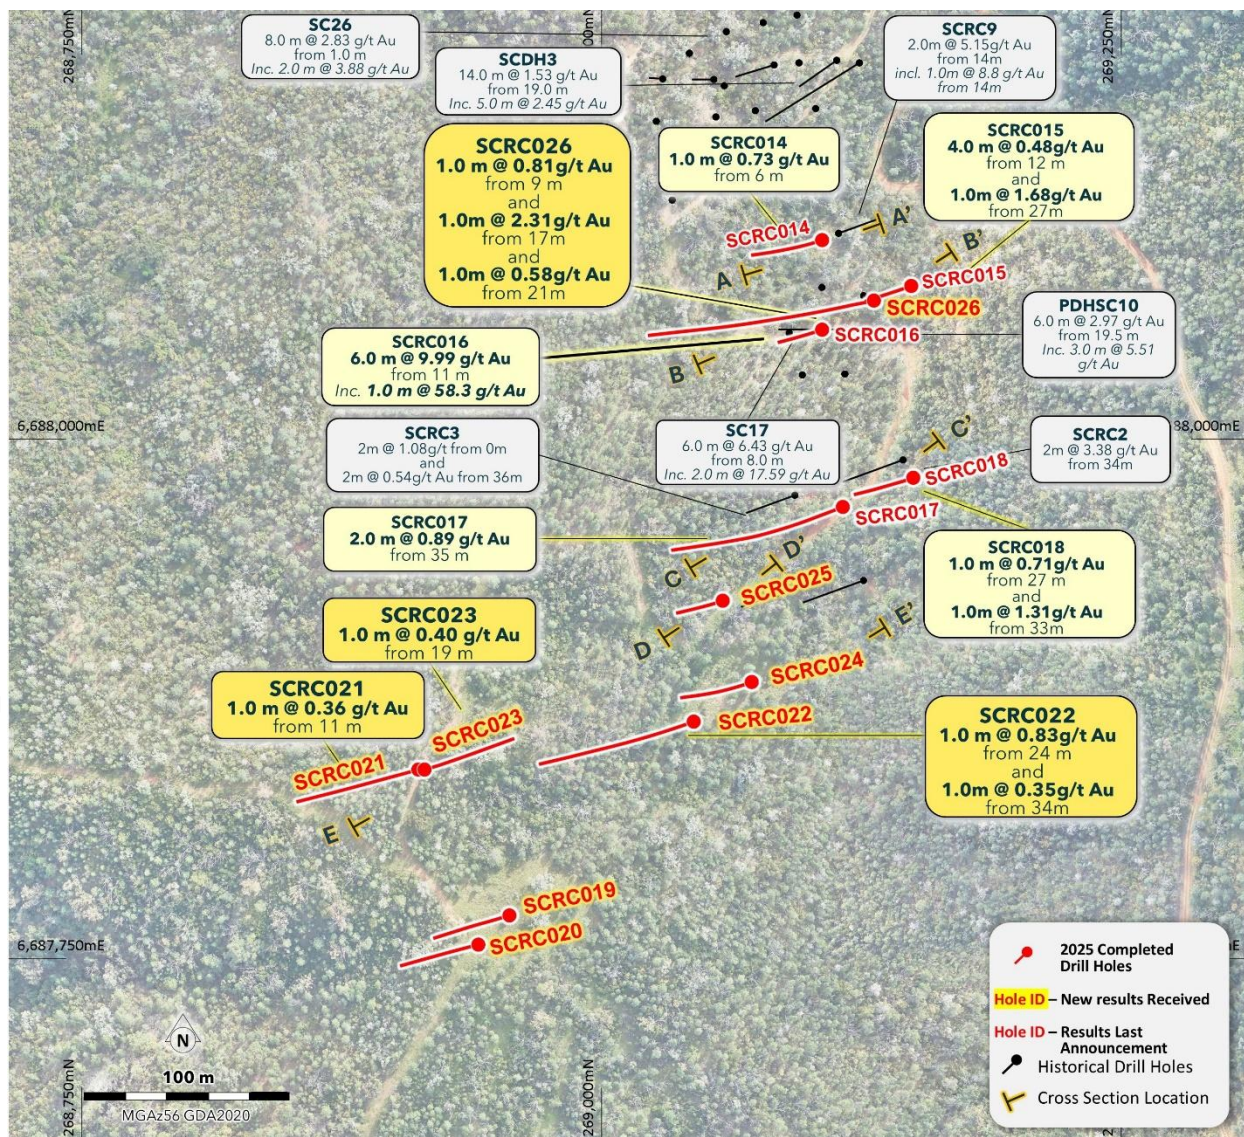 268,750mE
,000mE
269,250mE
SC26
8.0 m @ 2.83 g/t Au
from 1.0 m
Inc. 2.0 m @ 3.88 g/t Au
SCDH3
14.0 m @ 1.53 g/t Au
from 19.0 m
Inc. 5.0 m @ 2.45 g/t Au
SCRC9
2.0m @ 5.15g/t Au
from 14m
incl. 1.0m @ 8.8 g/t Au
from 14m
SCRC026
1.0 m @ 0.81g/t Au
from 9 m
and
1.0m @ 2.31g/t Au
from 17m
and
1.0m @ 0.58g/t Au
from 21m
SCRC014
1.0 m @ 0.73 g/t Au
from 6 m
SCRC015
4.0 m @ 0.48g/t Au
from 12 m
and
1.0m @ 1.68g/t Au
from 27m
SCRC014
A'
A
B'
SCRC015
SCRC026
SCRC016
B
PDHSC10
6.0 m @ 2.97 g/t Au
from 19.5 m
Inc. 3.0 m @ 5.51
g/t Au
SCRC016
6.0 m @ 9.99 g/t Au
from 11 m
Inc. 1.0 m @ 58.3 g/t Au
6,688,000mE
38,000mE
SCRC3
2m @ 1.08g/t from 0m
and
2m @ 0.54g/t Au from 36m
SC17
6.0 m @ 6.43 g/t Au
from 8.0 m
Inc. 2.0 m @ 17.59 g/t Au
C'
SCRC2
2m @ 3.38 g/t Au
from 34m
SCRC018
SCRC017
SCRC017
2.0 m @ 0.89 g/t Au
from 35 m
C
D'
SCRC025
D
SCRC018
1.0 m @ 0.71g/t Au
from 27 m
and
1.0m @ 1.31g/t Au
from 33m
E'
SCRC023
1.0 m @ 0.40 g/t Au
from 19 m
SCRC024
SCRC022
SCRC021
1.0 m @ 0.36 g/t Au
from 11 m
SCRC023
SCRC021
E
SCRC022
1.0 m @ 0.83g/t Au
from 24 m
and
1.0m @ 0.35g/t Au
from 34m
SCRC019
SCRC020
6,687,750mE
mE
2025 Completed
Drill Holes
Hole ID – New results Received
Hole ID – Results Last
Announcement
Historical Drill Holes
Cross Section Location
N
100 m
MGAz56 GDA2020
268,750mN
269,000mN